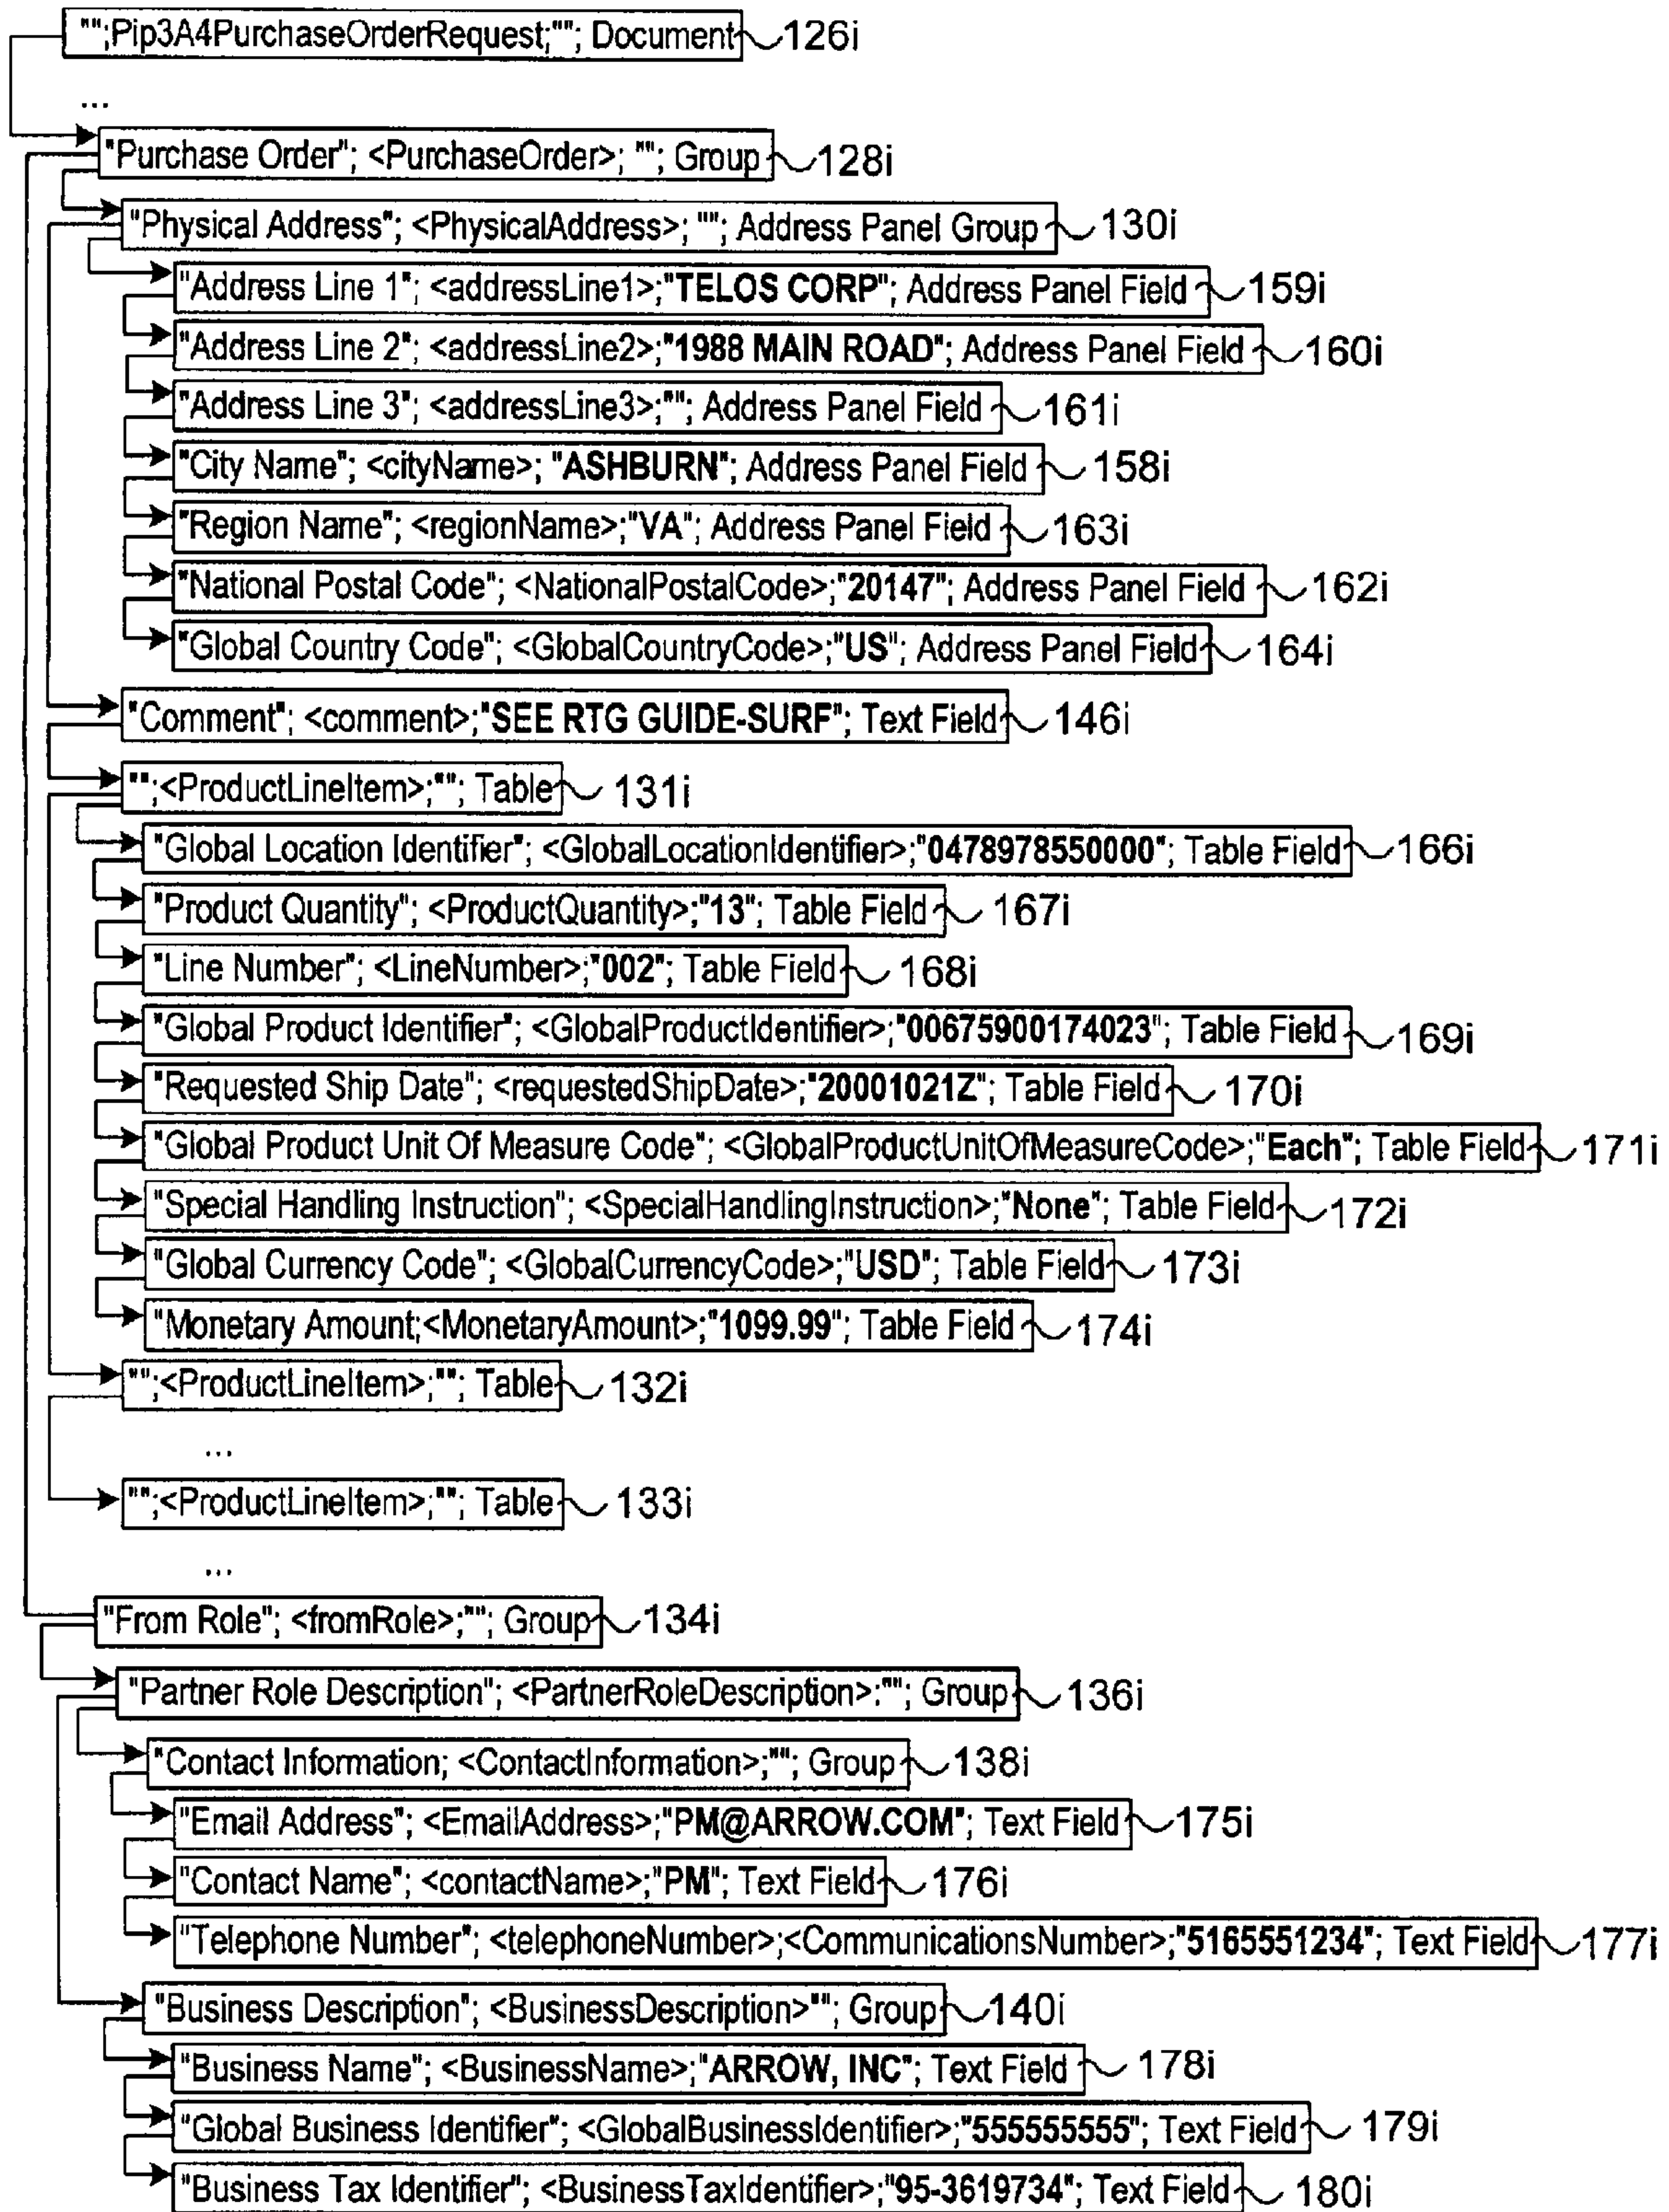 "";Pip3A4PurchaseOrderRequest;""; Document 126i
...
"Purchase Order"; <PurchaseOrder>; ""; Group 128i
"Physical Address"; <PhysicalAddress>; ""; Address Panel Group 130i
"Address Line 1"; <addressLine1>;"TELOS CORP"; Address Panel Field 159i
"Address Line 2"; <addressLine2>;"1988 MAIN ROAD"; Address Panel Field 160i
"Address Line 3"; <addressLine3>;""; Address Panel Field 161i
"City Name"; <cityName>; "ASHBURN"; Address Panel Field 158i
"Region Name"; <regionName>;"VA"; Address Panel Field 163i
"National Postal Code"; <NationalPostalCode>;"20147"; Address Panel Field 162i
"Global Country Code"; <GlobalCountryCode>;"US"; Address Panel Field 164i
"Comment"; <comment>;"SEE RTG GUIDE-SURF"; Text Field 146i
"";<ProductLineItem>;""; Table 131i
"Global Location Identifier"; <GlobalLocationIdentifier>;"0478978550000"; Table Field 166i
"Product Quantity"; <ProductQuantity>;"13"; Table Field 167i
"Line Number"; <LineNumber>;"002"; Table Field 168i
"Global Product Identifier"; <GlobalProductIdentifier>;"00675900174023"; Table Field 169i
"Requested Ship Date"; <requestedShipDate>;"20001021Z"; Table Field 170i
"Global Product Unit Of Measure Code"; <GlobalProductUnitOfMeasureCode>;"Each"; Table Field 171i
"Special Handling Instruction"; <SpecialHandlingInstruction>;"None"; Table Field 172i
"Global Currency Code"; <GlobalCurrencyCode>;"USD"; Table Field 173i
"Monetary Amount;<MonetaryAmount>;"1099.99"; Table Field 174i
"";<ProductLineItem>;""; Table 132i
...
"";<ProductLineItem>;""; Table 133i
...
"From Role"; <fromRole>;""; Group 134i
"Partner Role Description"; <PartnerRoleDescription>:""; Group 136i
"Contact Information; <ContactInformation>;""; Group 138i
"Email Address"; <EmailAddress>;"PM@ARROW.COM"; Text Field 175i
"Contact Name"; <contactName>;"PM"; Text Field 176i
"Telephone Number"; <telephoneNumber>;<CommunicationsNumber>;"5165551234"; Text Field 177i
"Business Description"; <BusinessDescription>""; Group 140i
"Business Name"; <BusinessName>;"ARROW, INC"; Text Field 178i
"Global Business Identifier"; <GlobalBusinessIdentifier>;"555555555"; Text Field 179i
"Business Tax Identifier"; <BusinessTaxIdentifier>;"95-3619734"; Text Field 180i